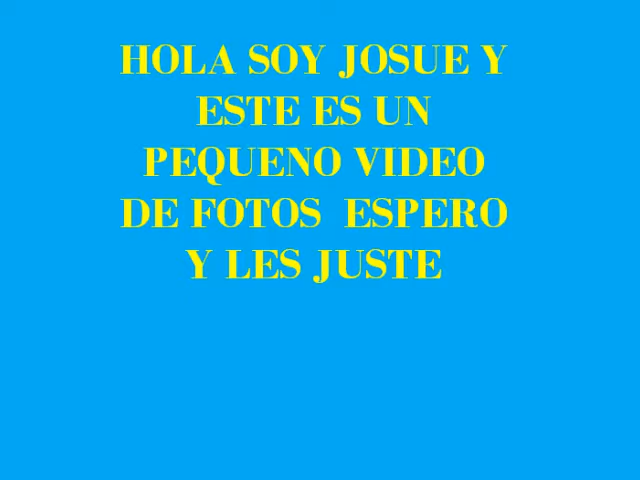 HOLA SOY JOSUE Y
ESTE ES UN
PEQUENO VIDEO
DE FOTOS ESPERO
Y LES JUSTE